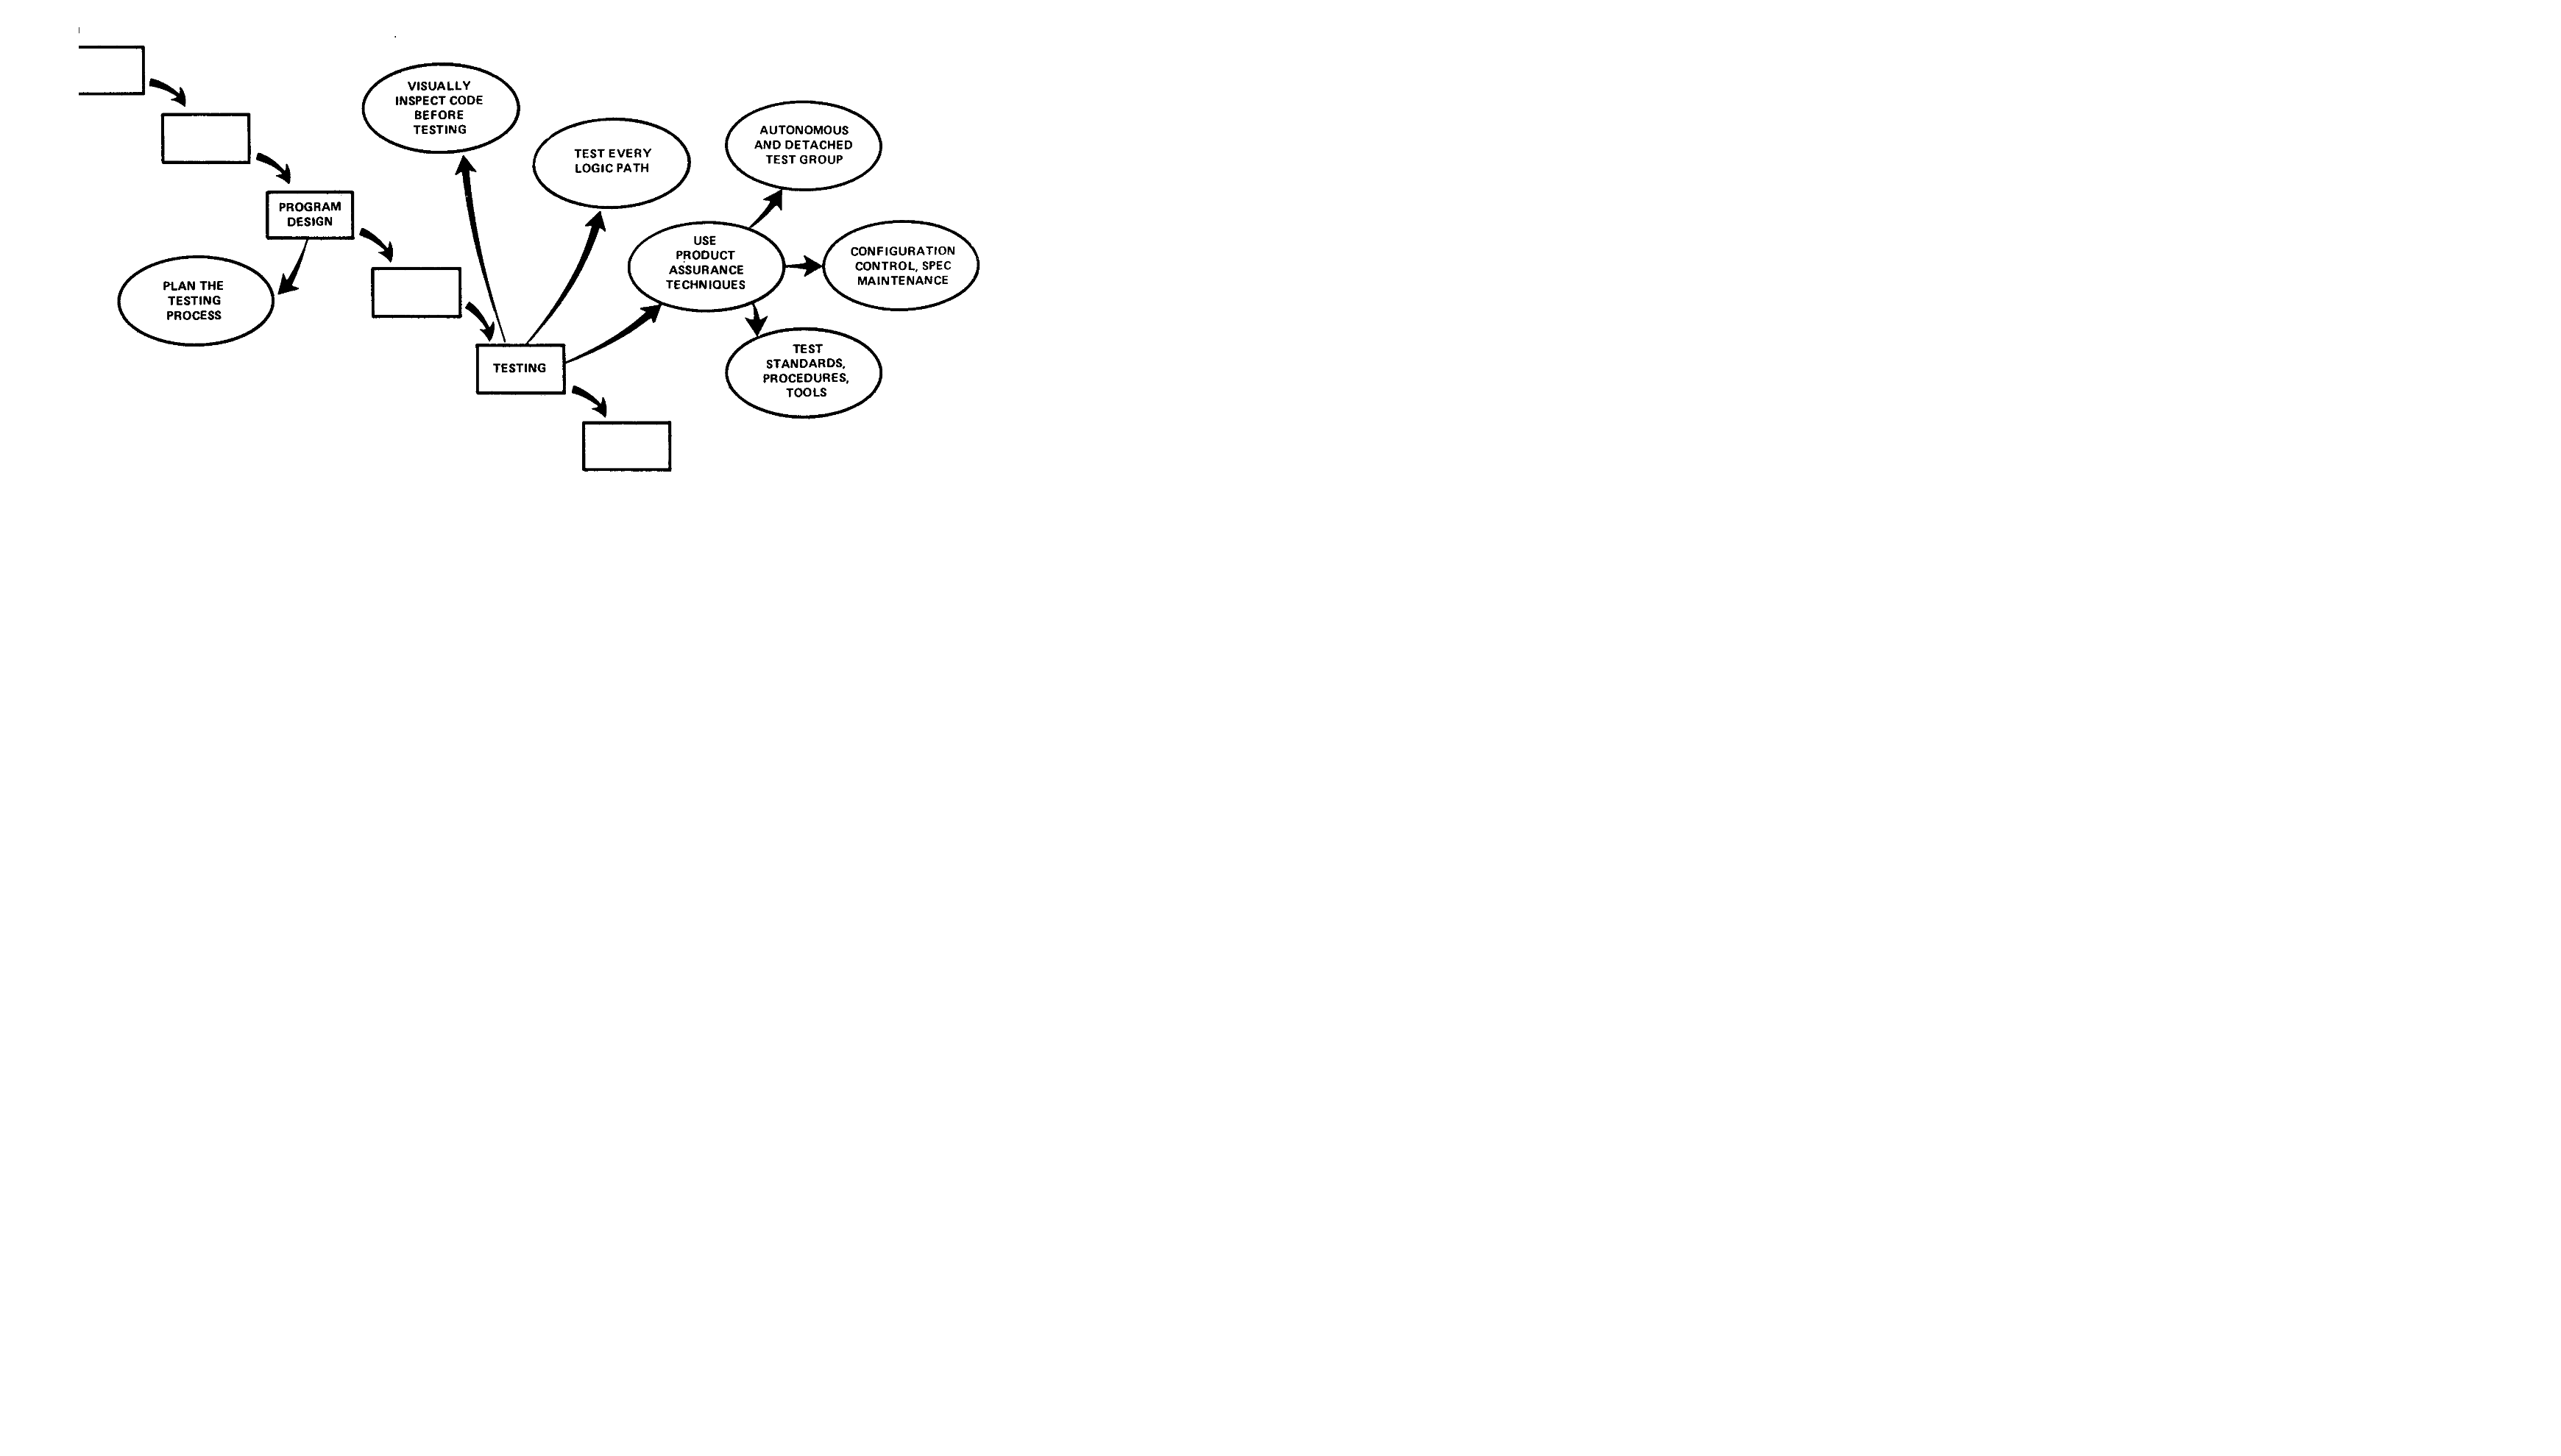 VISUALLY
INSPECT CODE
BEFORE
TESTING
TEST EVERY
LOGIC PATH
AUTONOMOUS
AND DETACHED
TEST GROUP
PROGRAM
DESIGN
USE
PRODUCT
ASSURANCE
TECHNIQUES
CONFIGURATION
CONTROL, SPEC
MAINTENANCE
PLAN THE
TESTING
PROCESS
TESTING
TEST
STANDARDS,
PROCEDURES,
TOOLS